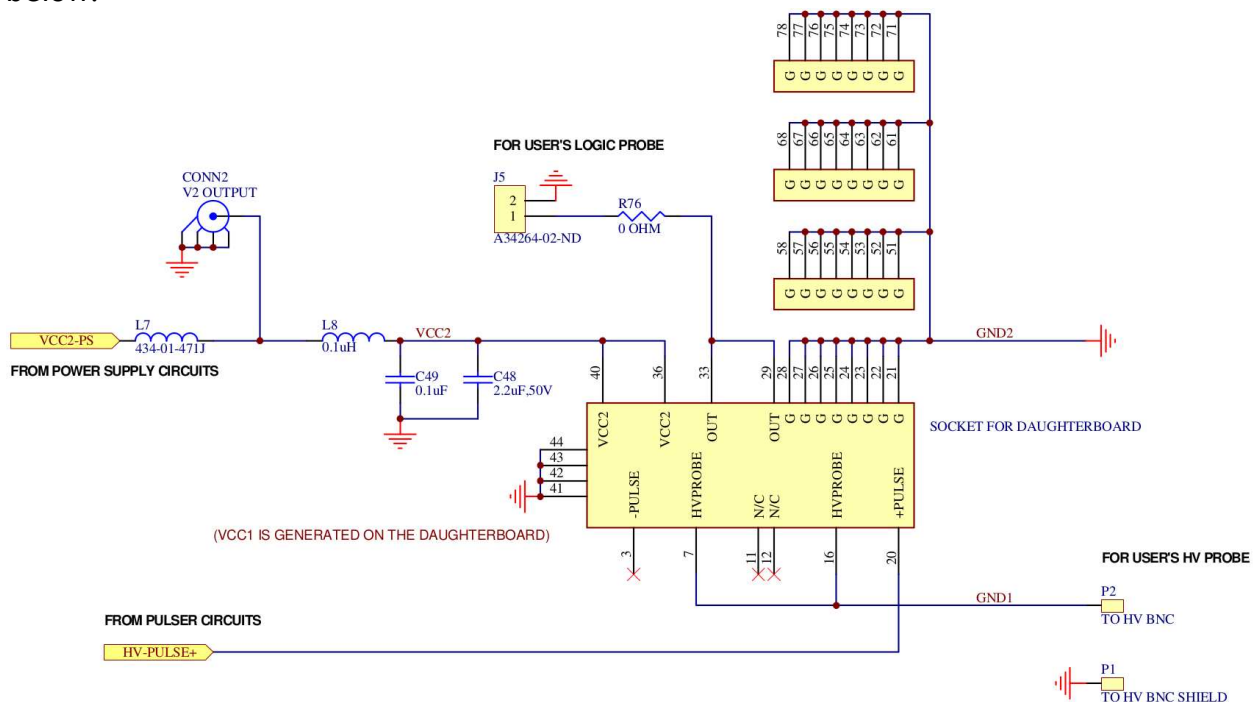 below.
78 77 76 75 74 73 72 71
G G G G G G G G
68 67 66 65 64 63 62 61
G G G G G G G G
58 57 56 55 54 53 52 51
G G G G G G G G
FOR USER'S LOGIC PROBE
J5
2
1
A34264-02-ND
R76
0 OHM
CONN2
V2 OUTPUT
VCC2-PS
L7
434-01-471J
FROM POWER SUPPLY CIRCUITS
L8
0.1uH
VCC2
C49
0.1uF
C48
2.2uF,50V
GND2
40 36 33 29 28 27 26 25 24 23 22 21
VCC2 VCC2 OUT OUT G G G G G G G G
SOCKET FOR DAUGHTERBOARD
44
43
42
41
-PULSE HVPROBE N/C N/C HVPROBE +PULSE
3 7 11 12 16 20
(VCC1 IS GENERATED ON THE DAUGHTERBOARD)
FOR USER'S HV PROBE
GND1
P2
TO HV BNC
FROM PULSER CIRCUITS
HV-PULSE+
P1
TO HV BNC SHIELD